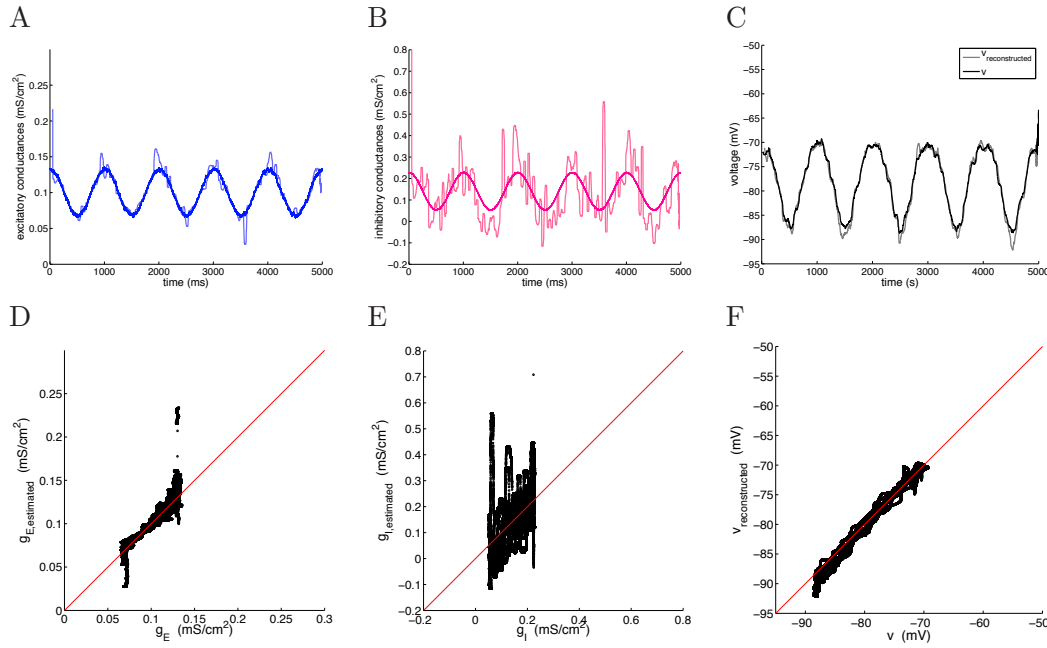 A
B
C
excitatory conductances (mS/cm²)
0.25
0.2
0.15
0.1
0.05
0
0 1000 2000 3000 4000 5000
time (ms)
inhibitory conductances (mS/cm²)
0.8
0.7
0.6
0.5
0.4
0.3
0.2
0.1
0
−0.1
−0.2
0 1000 2000 3000 4000 5000
time (ms)
voltage (mV)
−50
−55
−60
−65
−70
−75
−80
−85
−90
−95
0 1000 2000 3000 4000 5000
time (s)
v reconstructed
v
D
E
F
g E,estimated (mS/cm²)
0.25
0.2
0.15
0.1
0.05
0
0 0.05 0.1 0.15 0.2 0.25 0.3
g E (mS/cm²)
g I,estimated (mS/cm²)
0.8
0.7
0.6
0.5
0.4
0.3
0.2
0.1
0
−0.1
−0.2
−0.2 0 0.2 0.4 0.6 0.8
g I (mS/cm²)
v reconstructed (mV)
−50
−55
−60
−65
−70
−75
−80
−85
−90
−95
−90 −80 −70 −60 −50
v (mV)